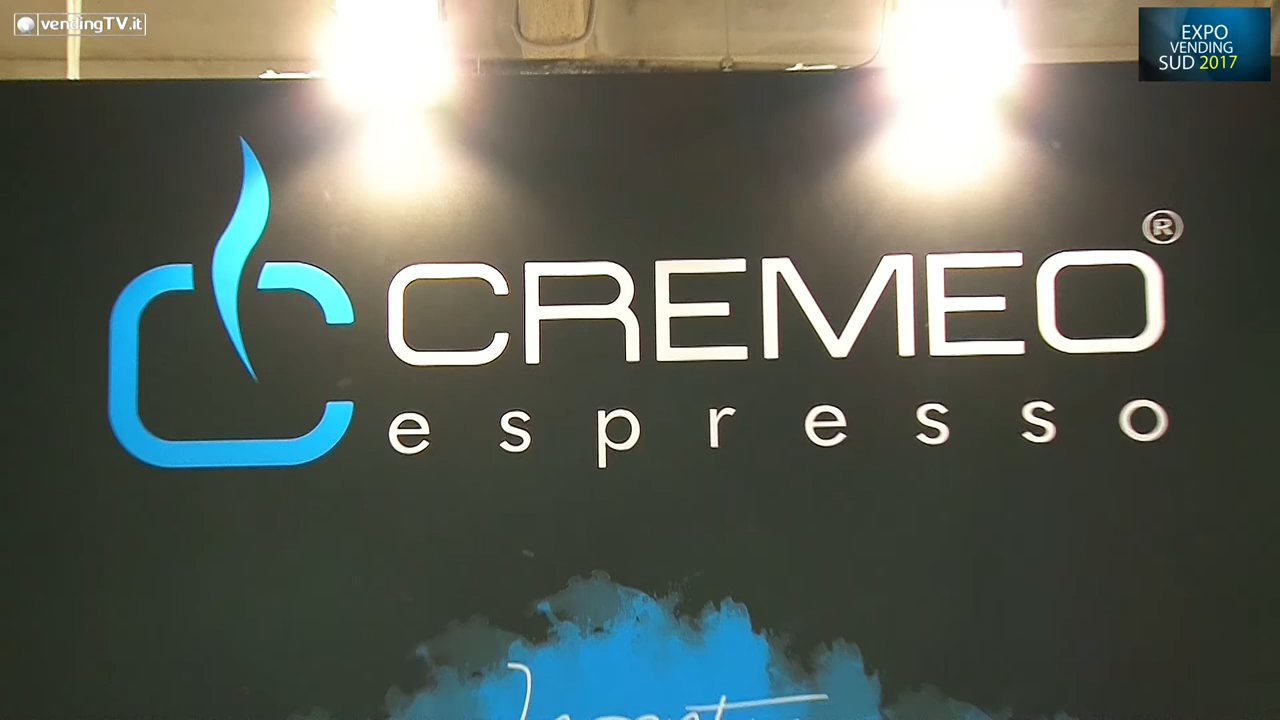 vendingTV.it
EXPO
VENDING
SUD 2017
CREMEO®
espresso